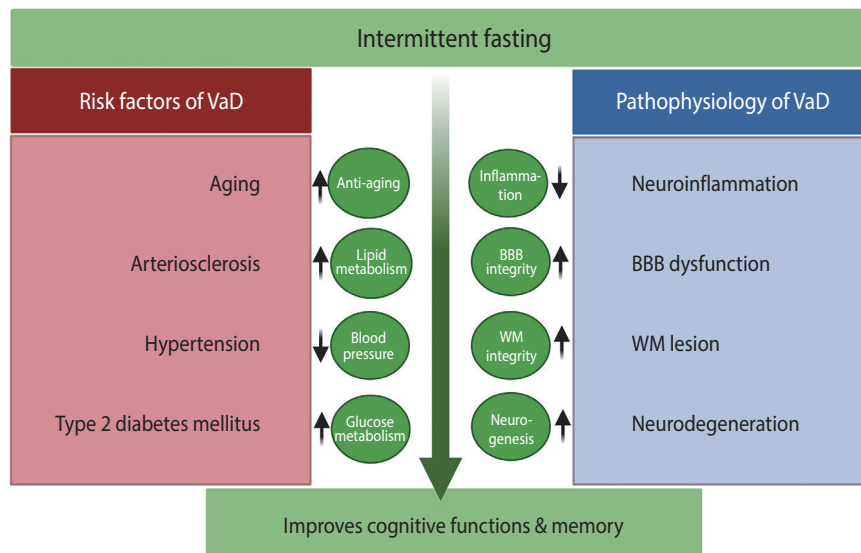 Intermittent fasting
Risk factors of VaD
Pathophysiology of VaD
Aging
Anti-aging
Inflamma-
tion
Neuroinflammation
Arteriosclerosis
Lipid
metabolism
BBB
integrity
BBB dysfunction
Hypertension
Blood
pressure
WM
integrity
WM lesion
Type 2 diabetes mellitus
Glucose
metabolism
Neuro-
genesis
Neurodegeneration
Improves cognitive functions & memory